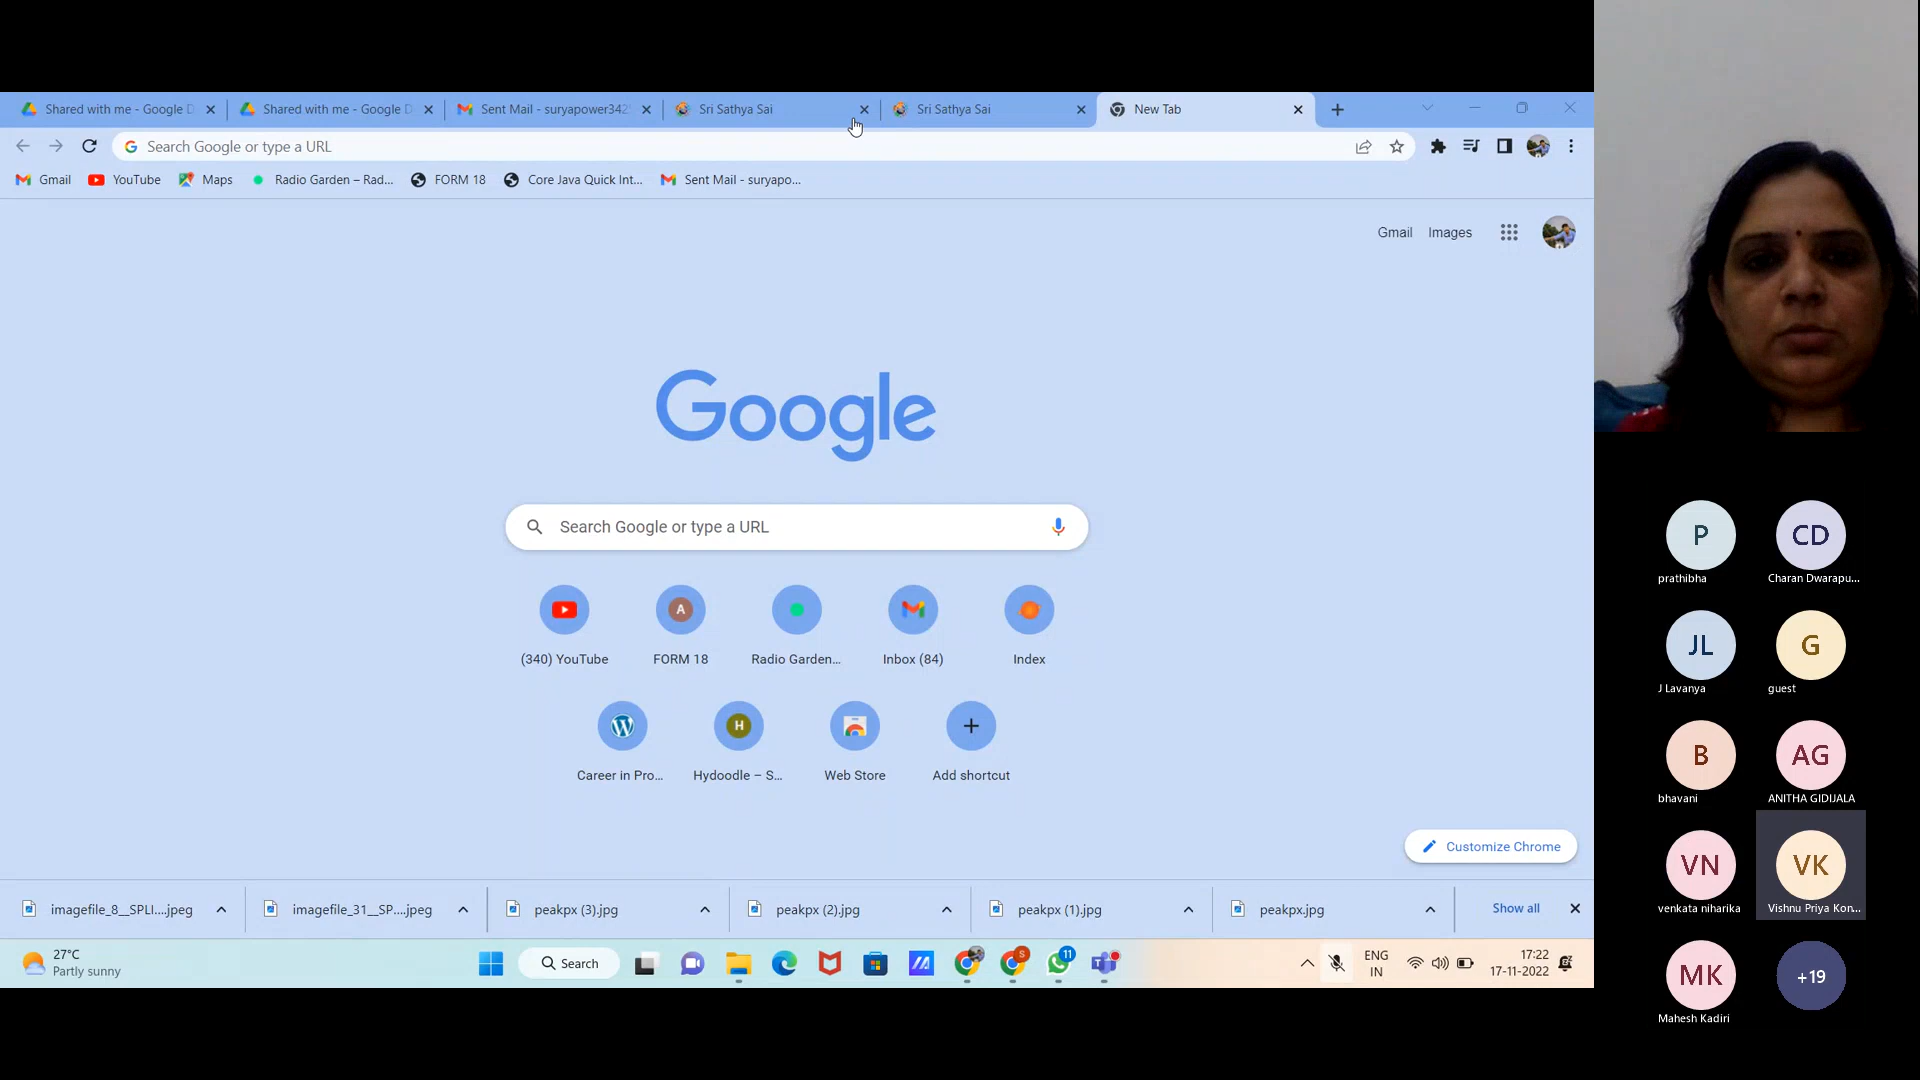 Shared with me - Google D
Shared with me - Google D
Sent Mail - suryapower342
Sri Sathya Sai
Sri Sathya Sai
New Tab
Search Google or type a URL
Gmail
YouTube
Maps
Radio Garden – Rad...
FORM 18
Core Java Quick Int...
Sent Mail - suryapo...
Gmail
Images
Google
Search Google or type a URL
(340) YouTube
A
FORM 18
Radio Garden...
Inbox (84)
Index
Career in Pro...
H
Hydoodle – S...
Web Store
Add shortcut
Customize Chrome
imagefile_8__SPLI....jpeg
imagefile_31__SP....jpeg
peakpx (3).jpg
peakpx (2).jpg
peakpx (1).jpg
peakpx.jpg
Show all
27°C
Partly sunny
Search
S
11
ENG
IN
17:22
17-11-2022
P
prathibha
CD
Charan Dwarapu...
JL
J Lavanya
G
guest
B
bhavani
AG
ANITHA GIDIJALA
VN
venkata niharika
VK
Vishnu Priya Kon...
MK
Mahesh Kadiri
+19